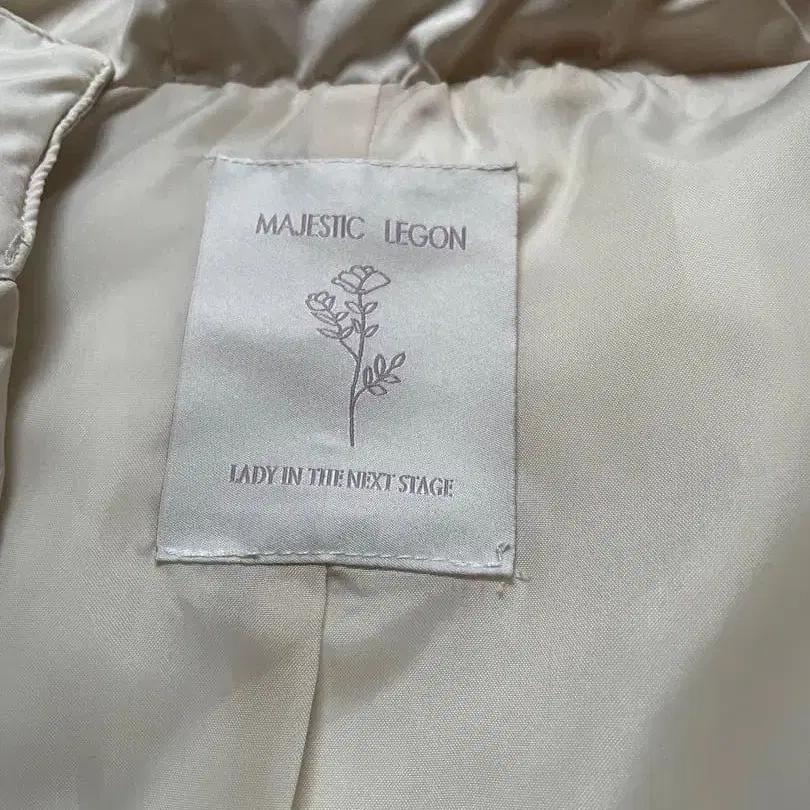 MAJESTIC LEGON
LADY IN THE NEXT STAGE